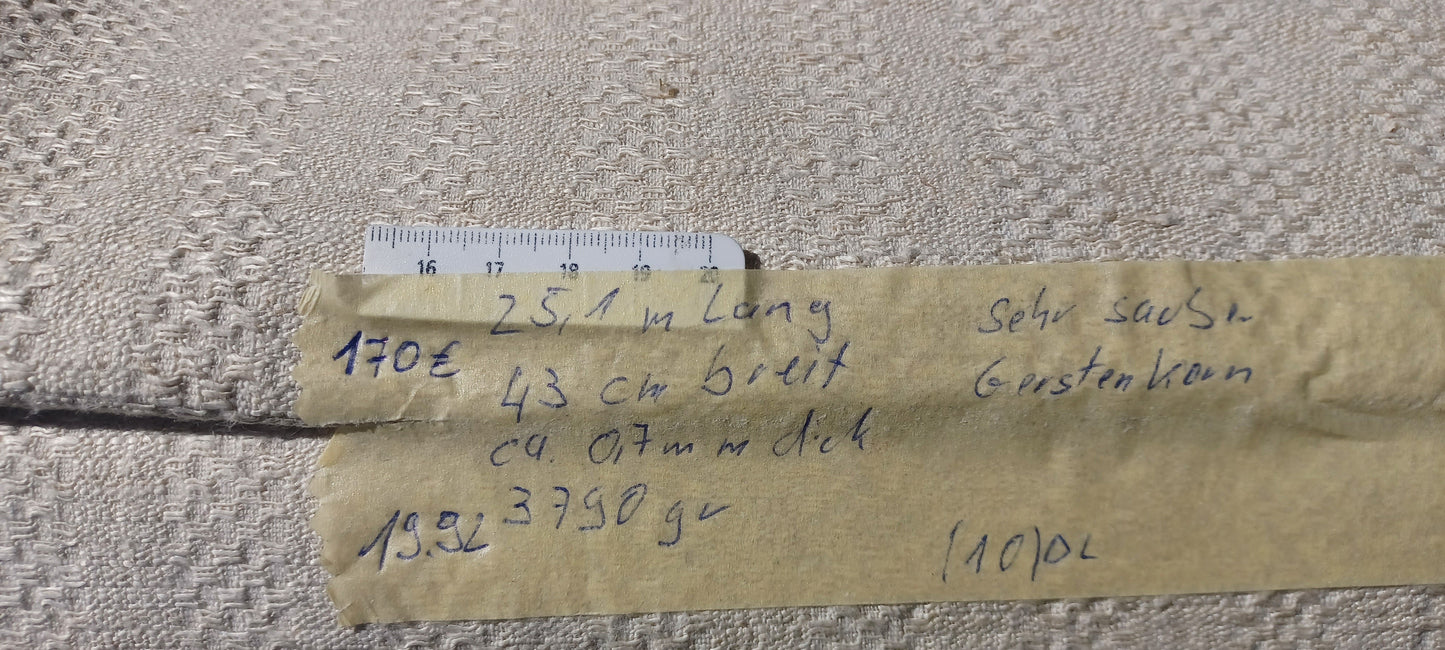 16 17 18 19 20
25,1 m lang
170€
43 cm breit
ca. 0,7 mm dick
3790 gr
19.92
sehr sauber
Gerstenkorn
(10)DL